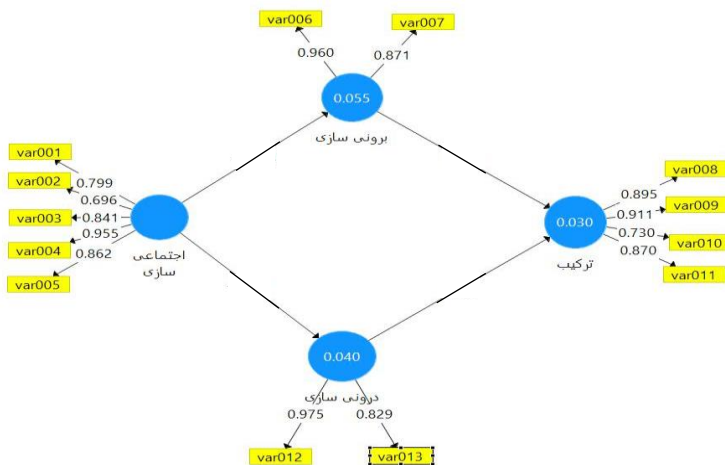 var006
var007
0.960
0.871
0.055
برونی سازی
var001
0.799
var002
0.696
var003
0.841
var004
0.955
var005
0.862
اجتماعی
سازی
var008
0.895
var009
0.911
0.030
0.730
var010
0.870
var011
ترکیب
0.040
درونی سازی
0.975
0.829
var012
var013